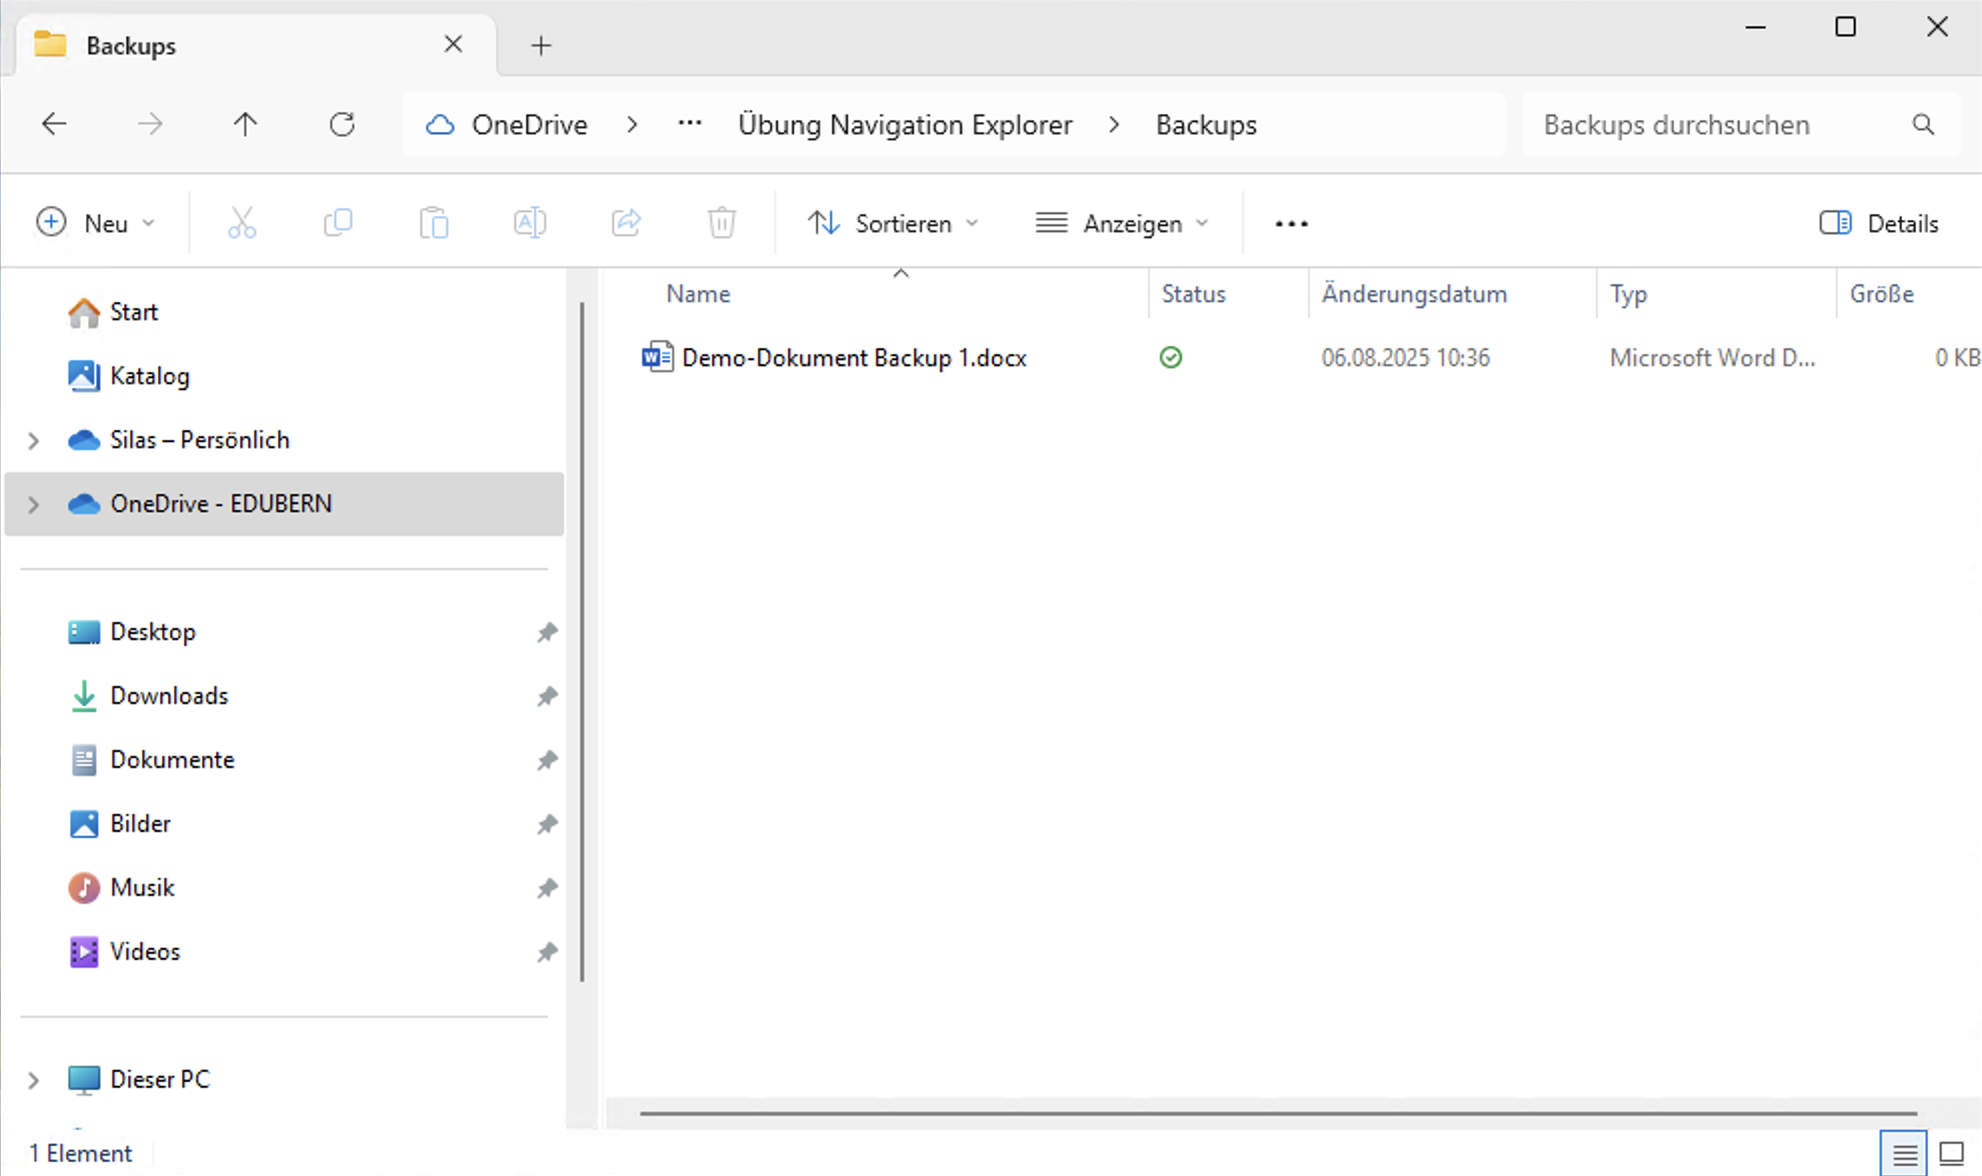 Backups
OneDrive > ... Übung Navigation Explorer > Backups
Backups durchsuchen
Neu
Sortieren
Anzeigen
...
Details
Start
Katalog
Silas – Persönlich
OneDrive - EDUBERN
Desktop
Downloads
Dokumente
Bilder
Musik
Videos
Dieser PC
Name Status Änderungsdatum Typ Größe
Demo-Dokument Backup 1.docx 06.08.2025 10:36 Microsoft Word D... 0 KB
1 Element